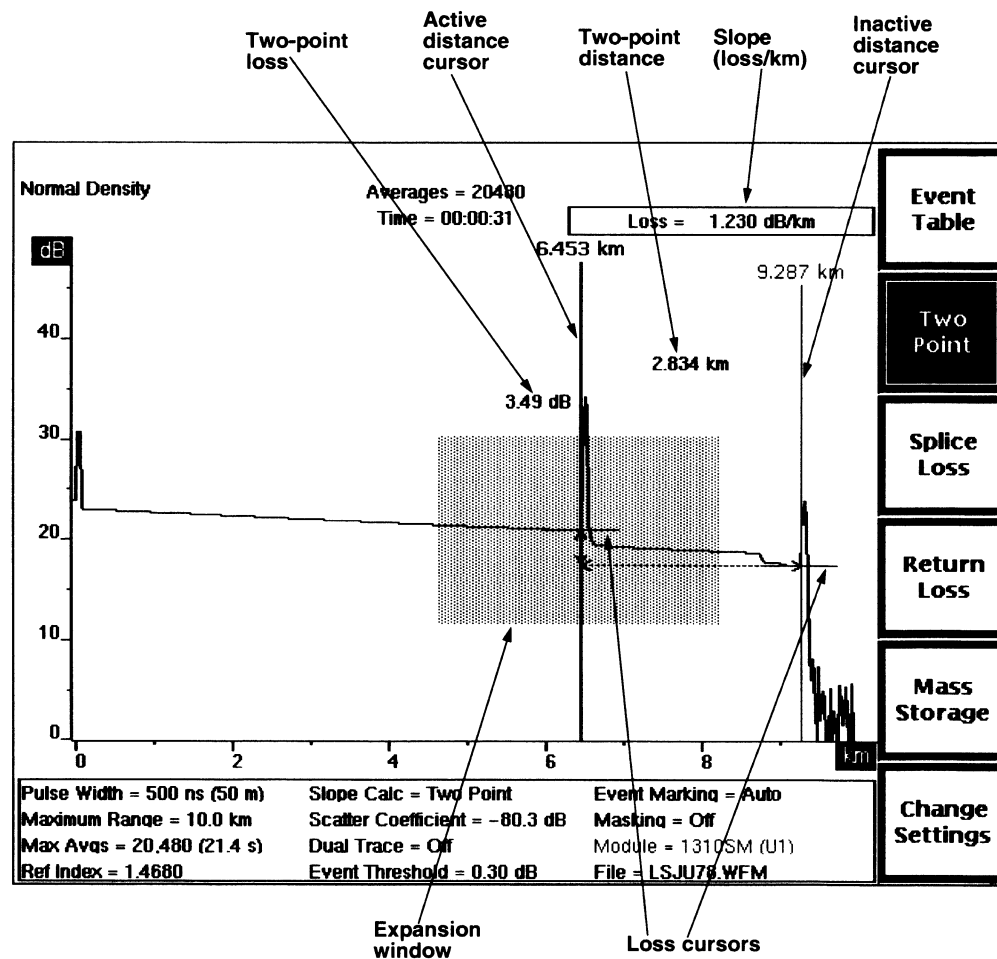 Two-point
loss
Active
distance
cursor
Two-point
distance
Slope
(loss/km)
Inactive
distance
cursor
Normal Density
Averages = 20480
Time = 00:00:31
Loss = 1.230 dB/km
dB
6.453 km
9.287 km
40
2.834 km
3.49 dB
30
20
10
0
0 2 4 6 8 km
Event
Table
Two
Point
Splice
Loss
Return
Loss
Mass
Storage
Change
Settings
Pulse Width = 500 ns (50 m) Slope Calc = Two Point Event Marking = Auto
Maximum Range = 10.0 km Scatter Coefficient = -80.3 dB Masking = Off
Max Avgs = 20,480 (21.4 s) Dual Trace = Off Module = 1310SM (U1)
Ref Index = 1.4680 Event Threshold = 0.30 dB File = LSJU78.WFM
Expansion
window
Loss cursors